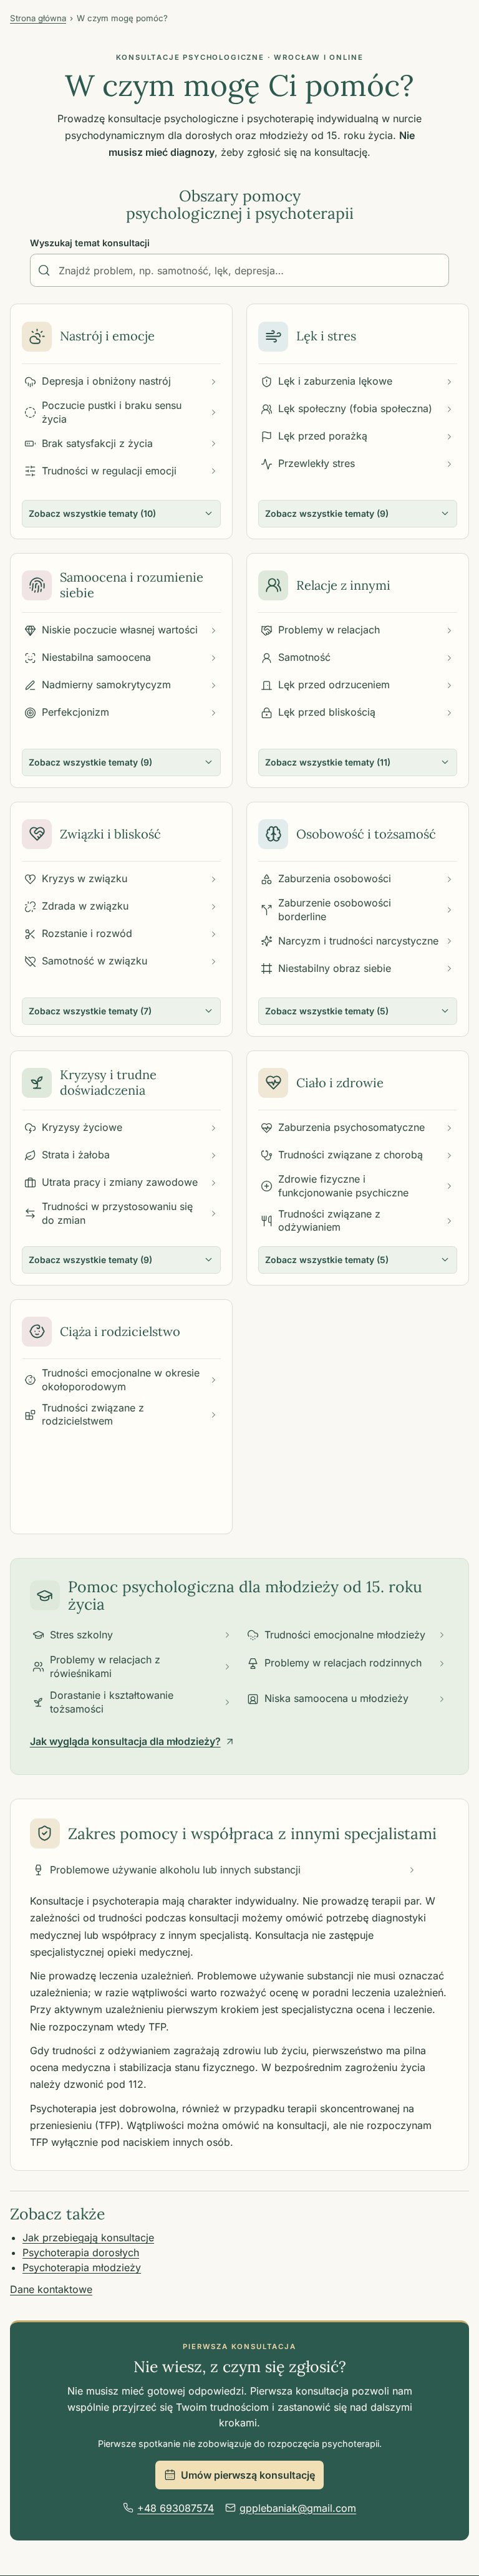 Strona główna › W czym mogę pomóc?
KONSULTACJE PSYCHOLOGICZNE · WROCŁAW I ONLINE
W czym mogę Ci pomóc?
Prowadzę konsultacje psychologiczne i psychoterapię indywidualną w nurcie
psychodynamicznym dla dorosłych oraz młodzieży od 15. roku życia. Nie
musisz mieć diagnozy, żeby zgłosić się na konsultację.
Obszary pomocy
psychologicznej i psychoterapii
Wyszukaj temat konsultacji
Znajdź problem, np. samotność, lęk, depresja...
Nastrój i emocje
Depresja i obniżony nastrój
Poczucie pustki i braku sensu
życia
Brak satysfakcji z życia
Trudności w regulacji emocji
Zobacz wszystkie tematy (10)
Lęk i stres
Lęk i zaburzenia lękowe
Lęk społeczny (fobia społeczna)
Lęk przed porażką
Przewlekły stres
Zobacz wszystkie tematy (9)
Samoocena i rozumienie
siebie
Niskie poczucie własnej wartości
Niestabilna samoocena
Nadmierny samokrytycyzm
Perfekcjonizm
Zobacz wszystkie tematy (9)
Relacje z innymi
Problemy w relacjach
Samotność
Lęk przed odrzuceniem
Lęk przed bliskością
Zobacz wszystkie tematy (11)
Związki i bliskość
Kryzys w związku
Zdrada w związku
Rozstanie i rozwód
Samotność w związku
Zobacz wszystkie tematy (7)
Osobowość i tożsamość
Zaburzenia osobowości
Zaburzenie osobowości
borderline
Narcyzm i trudności narcystyczne
Niestabilny obraz siebie
Zobacz wszystkie tematy (5)
Kryzysy i trudne
doświadczenia
Kryzysy życiowe
Strata i żałoba
Utrata pracy i zmiany zawodowe
Trudności w przystosowaniu się
do zmian
Zobacz wszystkie tematy (9)
Ciało i zdrowie
Zaburzenia psychosomatyczne
Trudności związane z chorobą
Zdrowie fizyczne i
funkcjonowanie psychiczne
Trudności związane z
odżywianiem
Zobacz wszystkie tematy (5)
Ciąża i rodzicielstwo
Trudności emocjonalne w okresie
okołoporodowym
Trudności związane z
rodzicielstwem
Pomoc psychologiczna dla młodzieży od 15. roku
życia
Stres szkolny
Trudności emocjonalne młodzieży
Problemy w relacjach z
rówieśnikami
Problemy w relacjach rodzinnych
Dorastanie i kształtowanie
tożsamości
Niska samoocena u młodzieży
Jak wygląda konsultacja dla młodzieży?
Zakres pomocy i współpraca z innymi specjalistami
Problemowe używanie alkoholu lub innych substancji
Konsultacje i psychoterapia mają charakter indywidualny. Nie prowadzę terapii par. W
zależności od trudności podczas konsultacji możemy omówić potrzebę diagnostyki
medycznej lub współpracy z innym specjalistą. Konsultacja nie zastępuje
specjalistycznej opieki medycznej.
Nie prowadzę leczenia uzależnień. Problemowe używanie substancji nie musi oznaczać
uzależnienia; w razie wątpliwości warto rozważyć ocenę w poradni leczenia uzależnień.
Przy aktywnym uzależnieniu pierwszym krokiem jest specjalistyczna ocena i leczenie.
Nie rozpoczynam wtedy TFP.
Gdy trudności z odżywianiem zagrażają zdrowiu lub życiu, pierwszeństwo ma pilna
ocena medyczna i stabilizacja stanu fizycznego. W bezpośrednim zagrożeniu życia
należy dzwonić pod 112.
Psychoterapia jest dobrowolna, również w przypadku terapii skoncentrowanej na
przeniesieniu (TFP). Wątpliwości można omówić na konsultacji, ale nie rozpoczynam
TFP wyłącznie pod naciskiem innych osób.
Zobacz także
• Jak przebiegają konsultacje
• Psychoterapia dorosłych
• Psychoterapia młodzieży
Dane kontaktowe
PIERWSZA KONSULTACJA
Nie wiesz, z czym się zgłosić?
Nie musisz mieć gotowej odpowiedzi. Pierwsza konsultacja pozwoli nam
wspólnie przyjrzeć się Twoim trudnościom i zastanowić się nad dalszymi
krokami.
Pierwsze spotkanie nie zobowiązuje do rozpoczęcia psychoterapii.
Umów pierwszą konsultację
+48 693087574 gpplebaniak@gmail.com